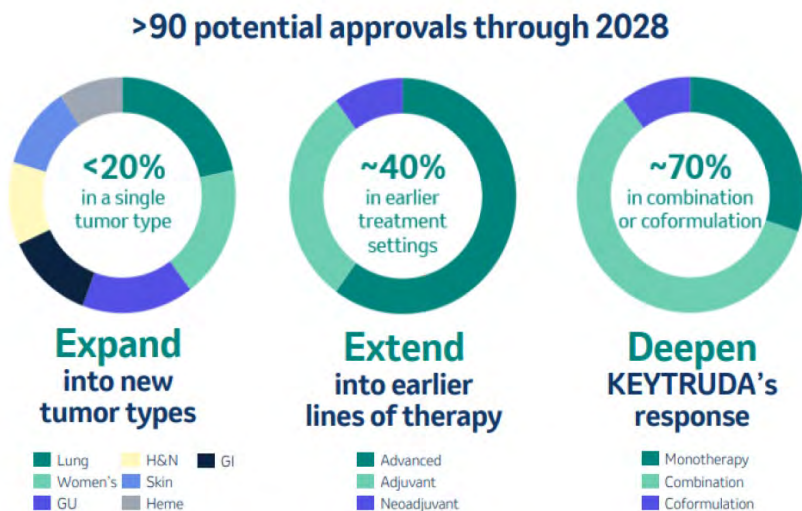 >90 potential approvals through 2028
<20%
in a single
tumor type
Expand
into new
tumor types
Lung
H&N
GI
Women's
Skin
GU
Heme
~40%
in earlier
treatment
settings
Extend
into earlier
lines of therapy
Advanced
Adjuvant
Neoadjuvant
~70%
in combination
or coformulation
Deepen
KEYTRUDA's
response
Monotherapy
Combination
Coformulation